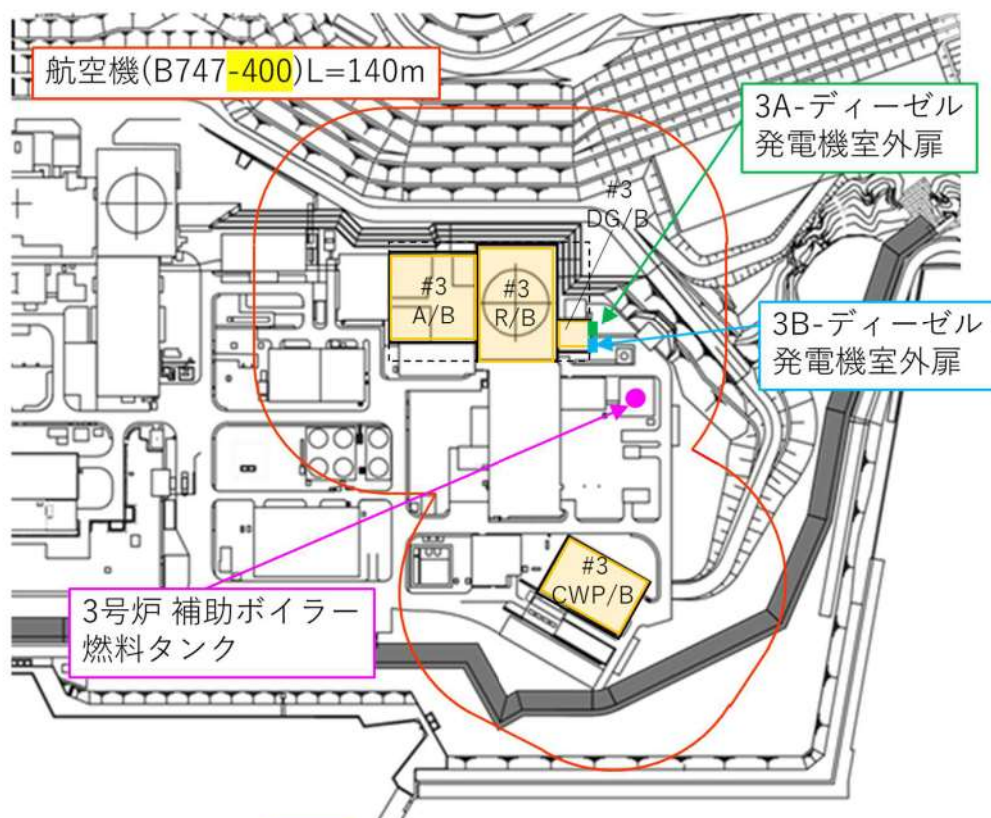 航空機(B747-400)L=140m
3A-ディーゼル
発電機室外扉
#3
DG/B
#3
A/B
#3
R/B
3B-ディーゼル
発電機室外扉
#3
CWP/B
3号炉 補助ボイラー
燃料タンク